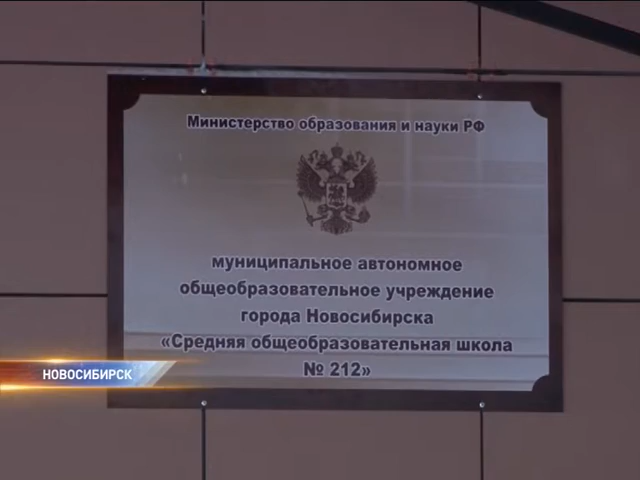 Министерство образования и науки РФ
муниципальное автономное
общеобразовательное учреждение
города Новосибирска
«Средняя общеобразовательная школа
№ 212»
НОВОСИБИРСК